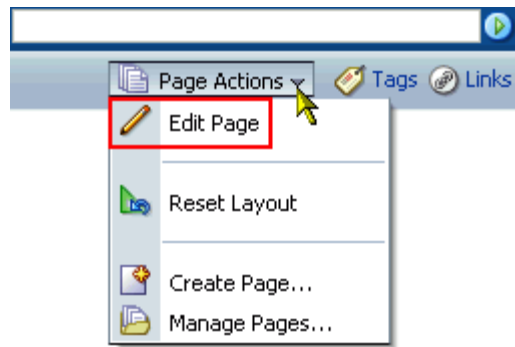 Page Actions Tags Links
Edit Page
Reset Layout
Create Page...
Manage Pages...